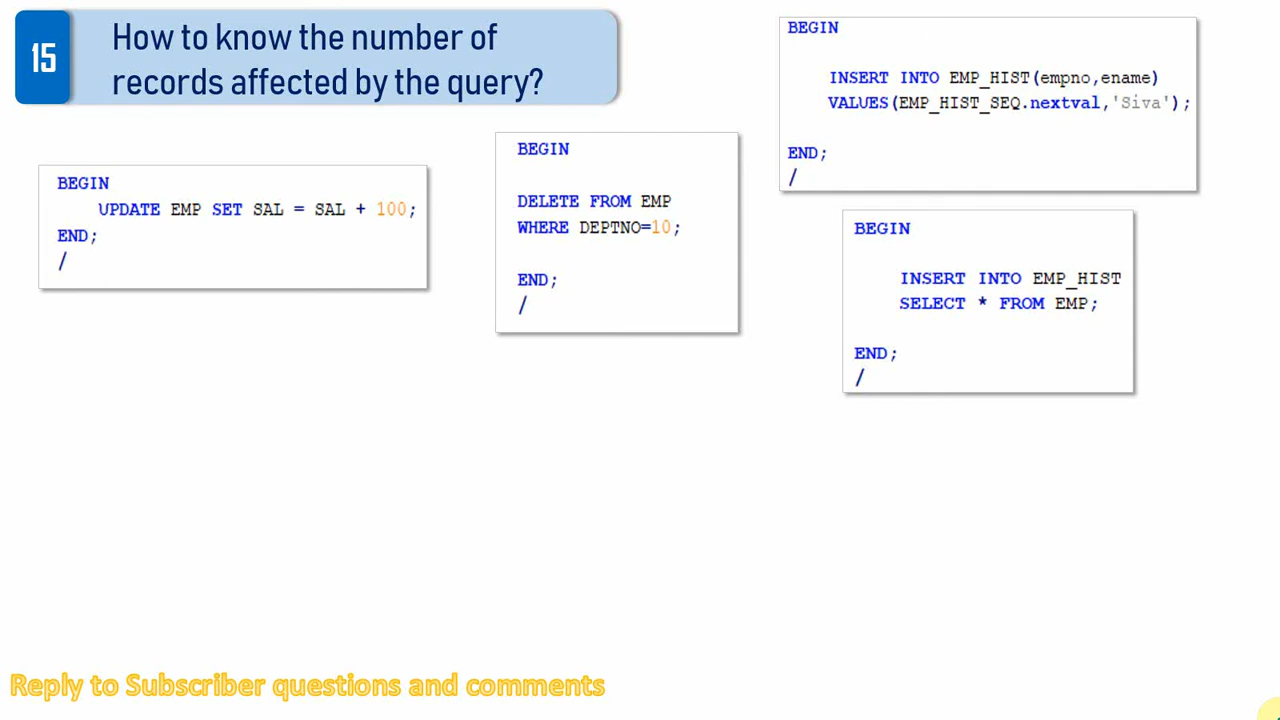 15
How to know the number of
records affected by the query?
BEGIN
UPDATE EMP SET SAL = SAL + 100;
END;
/
BEGIN
DELETE FROM EMP
WHERE DEPTNO=10;
END;
/
BEGIN
INSERT INTO EMP_HIST(empno,ename)
VALUES(EMP_HIST_SEQ.nextval,'Siva');
END;
/
BEGIN
INSERT INTO EMP_HIST
SELECT * FROM EMP;
END;
/
Reply to Subscriber questions and comments